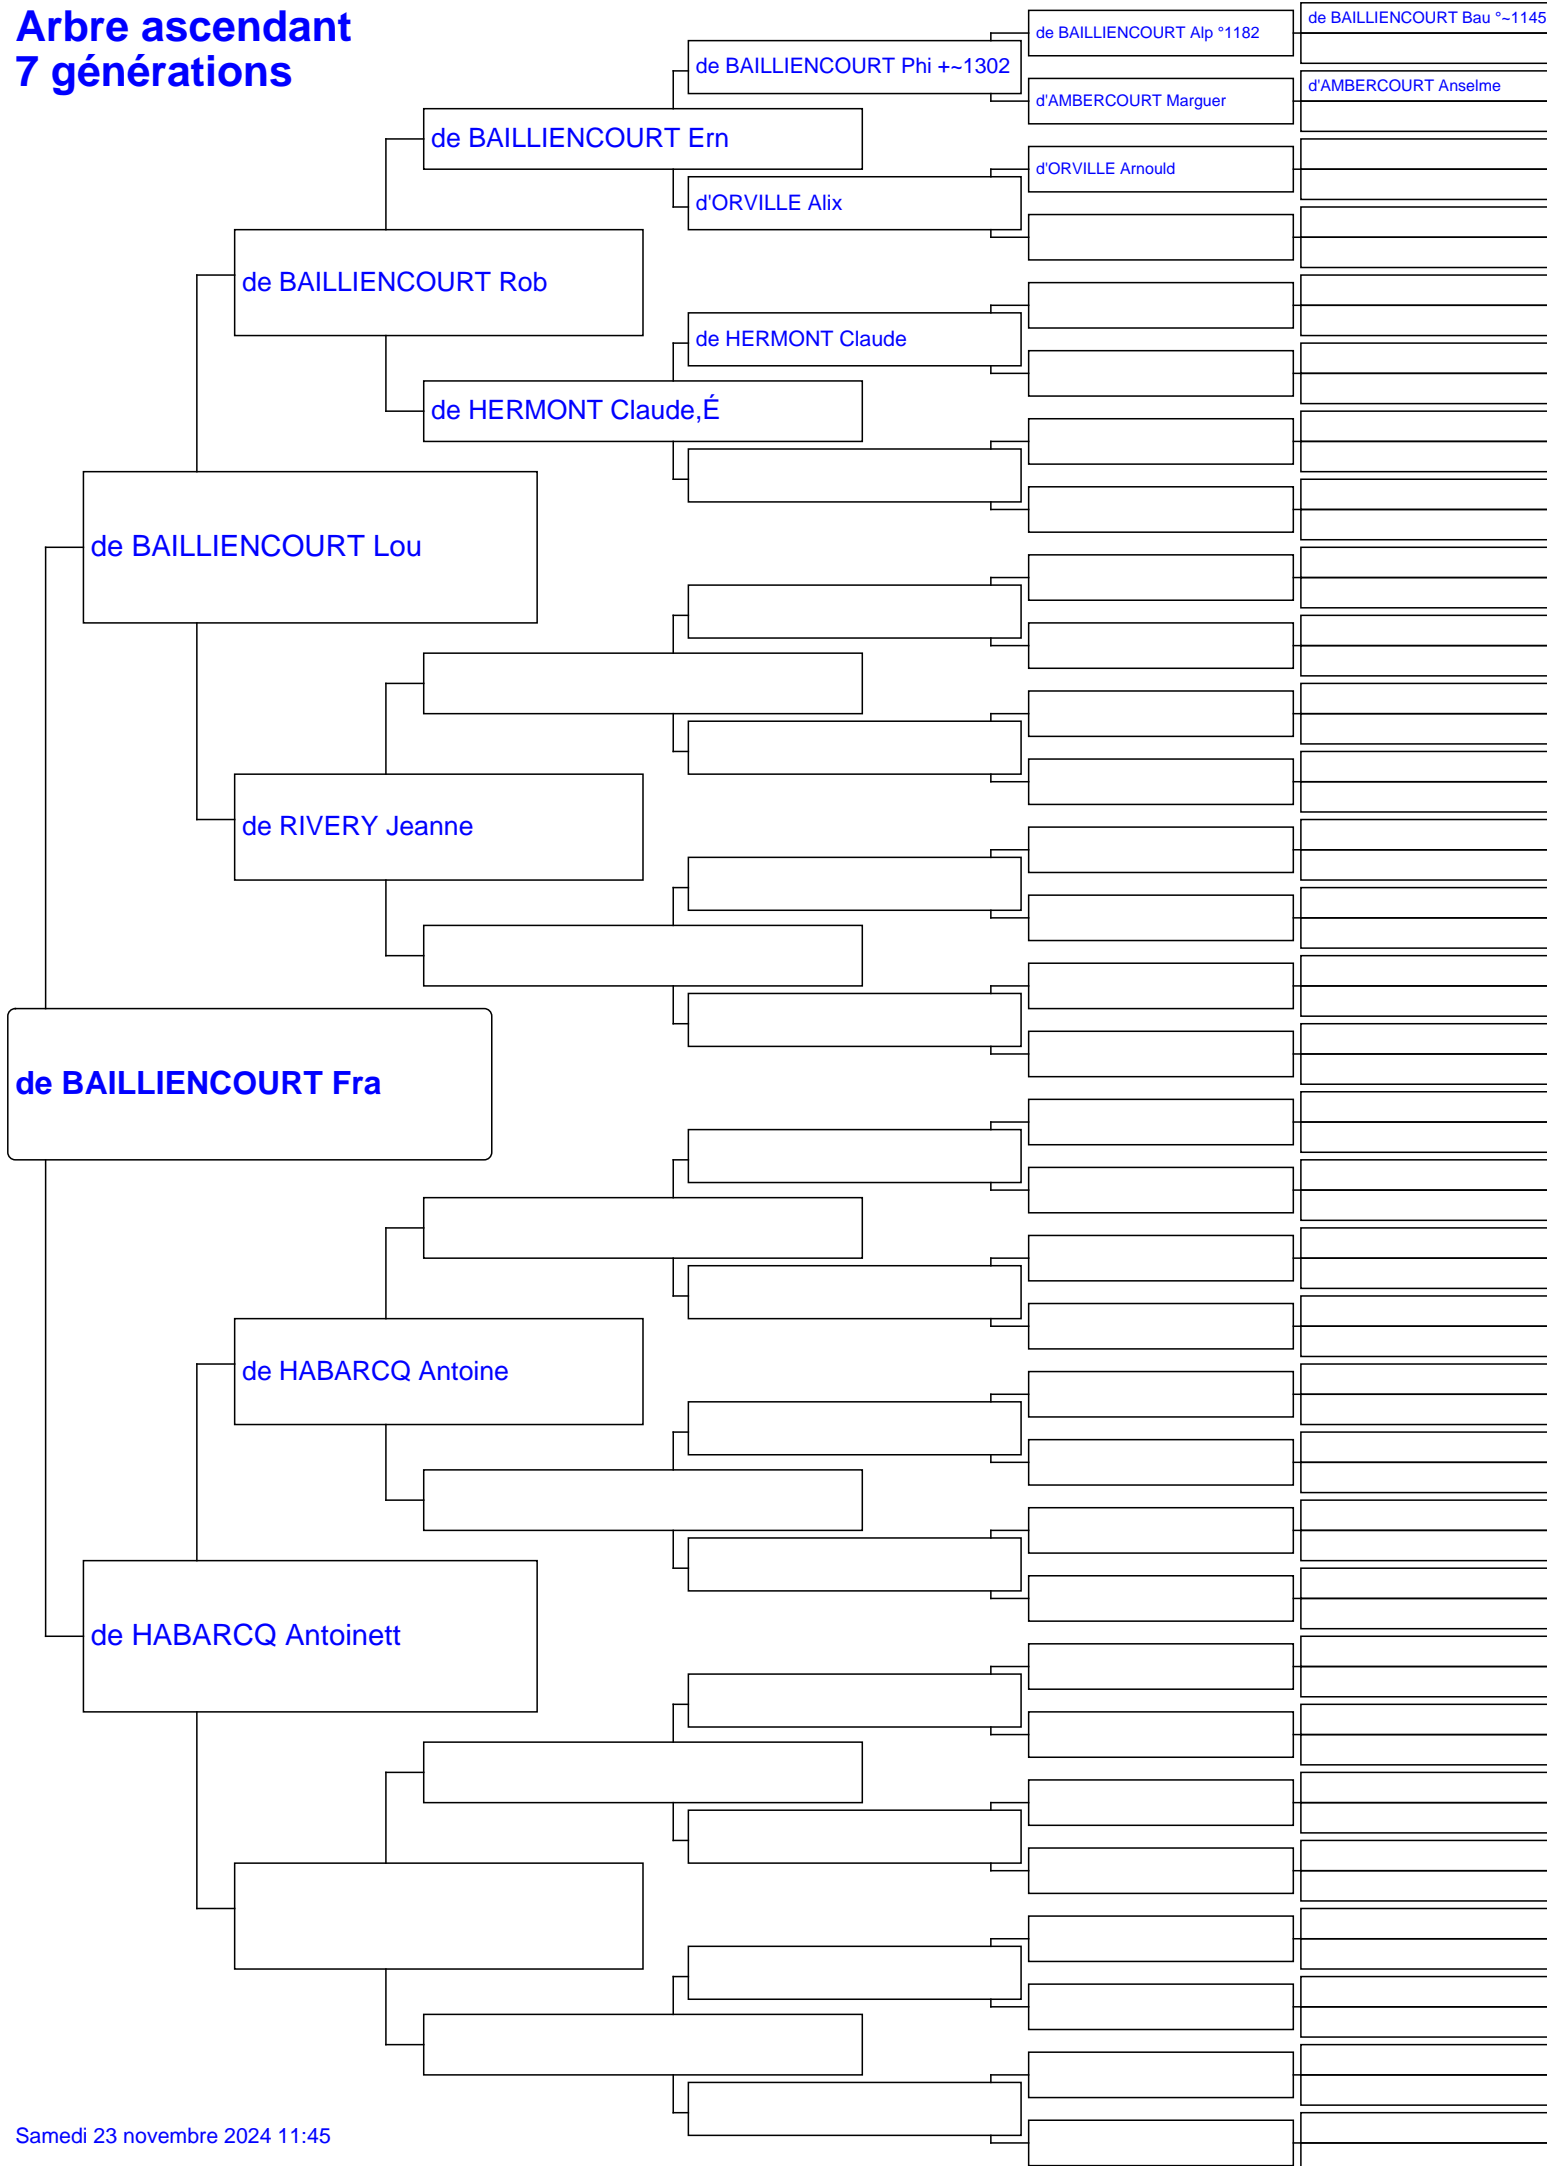 Arbre ascendant
7 générations
de BAILLIENCOURT Bau °~1145
de BAILLIENCOURT Alp °1182
de BAILLIENCOURT Phi +~1302
d'AMBERCOURT Anselme
d'AMBERCOURT Marguer
de BAILLIENCOURT Ern
d'ORVILLE Arnould
d'ORVILLE Alix
de BAILLIENCOURT Rob
de HERMONT Claude
de HERMONT Claude,É
de BAILLIENCOURT Lou
de RIVERY Jeanne
de BAILLIENCOURT Fra
de HABARCQ Antoine
de HABARCQ Antoinett
Samedi 23 novembre 2024 11:45